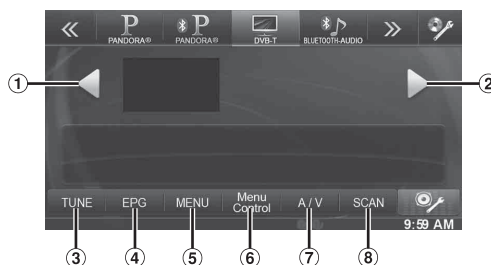 « P PANDORA® P PANDORA® DVB-T BLUETOOTH-AUDIO »
1 2
TUNE EPG MENU Menu Control A / V SCAN
9:59 AM
3 4 5 6 7 8